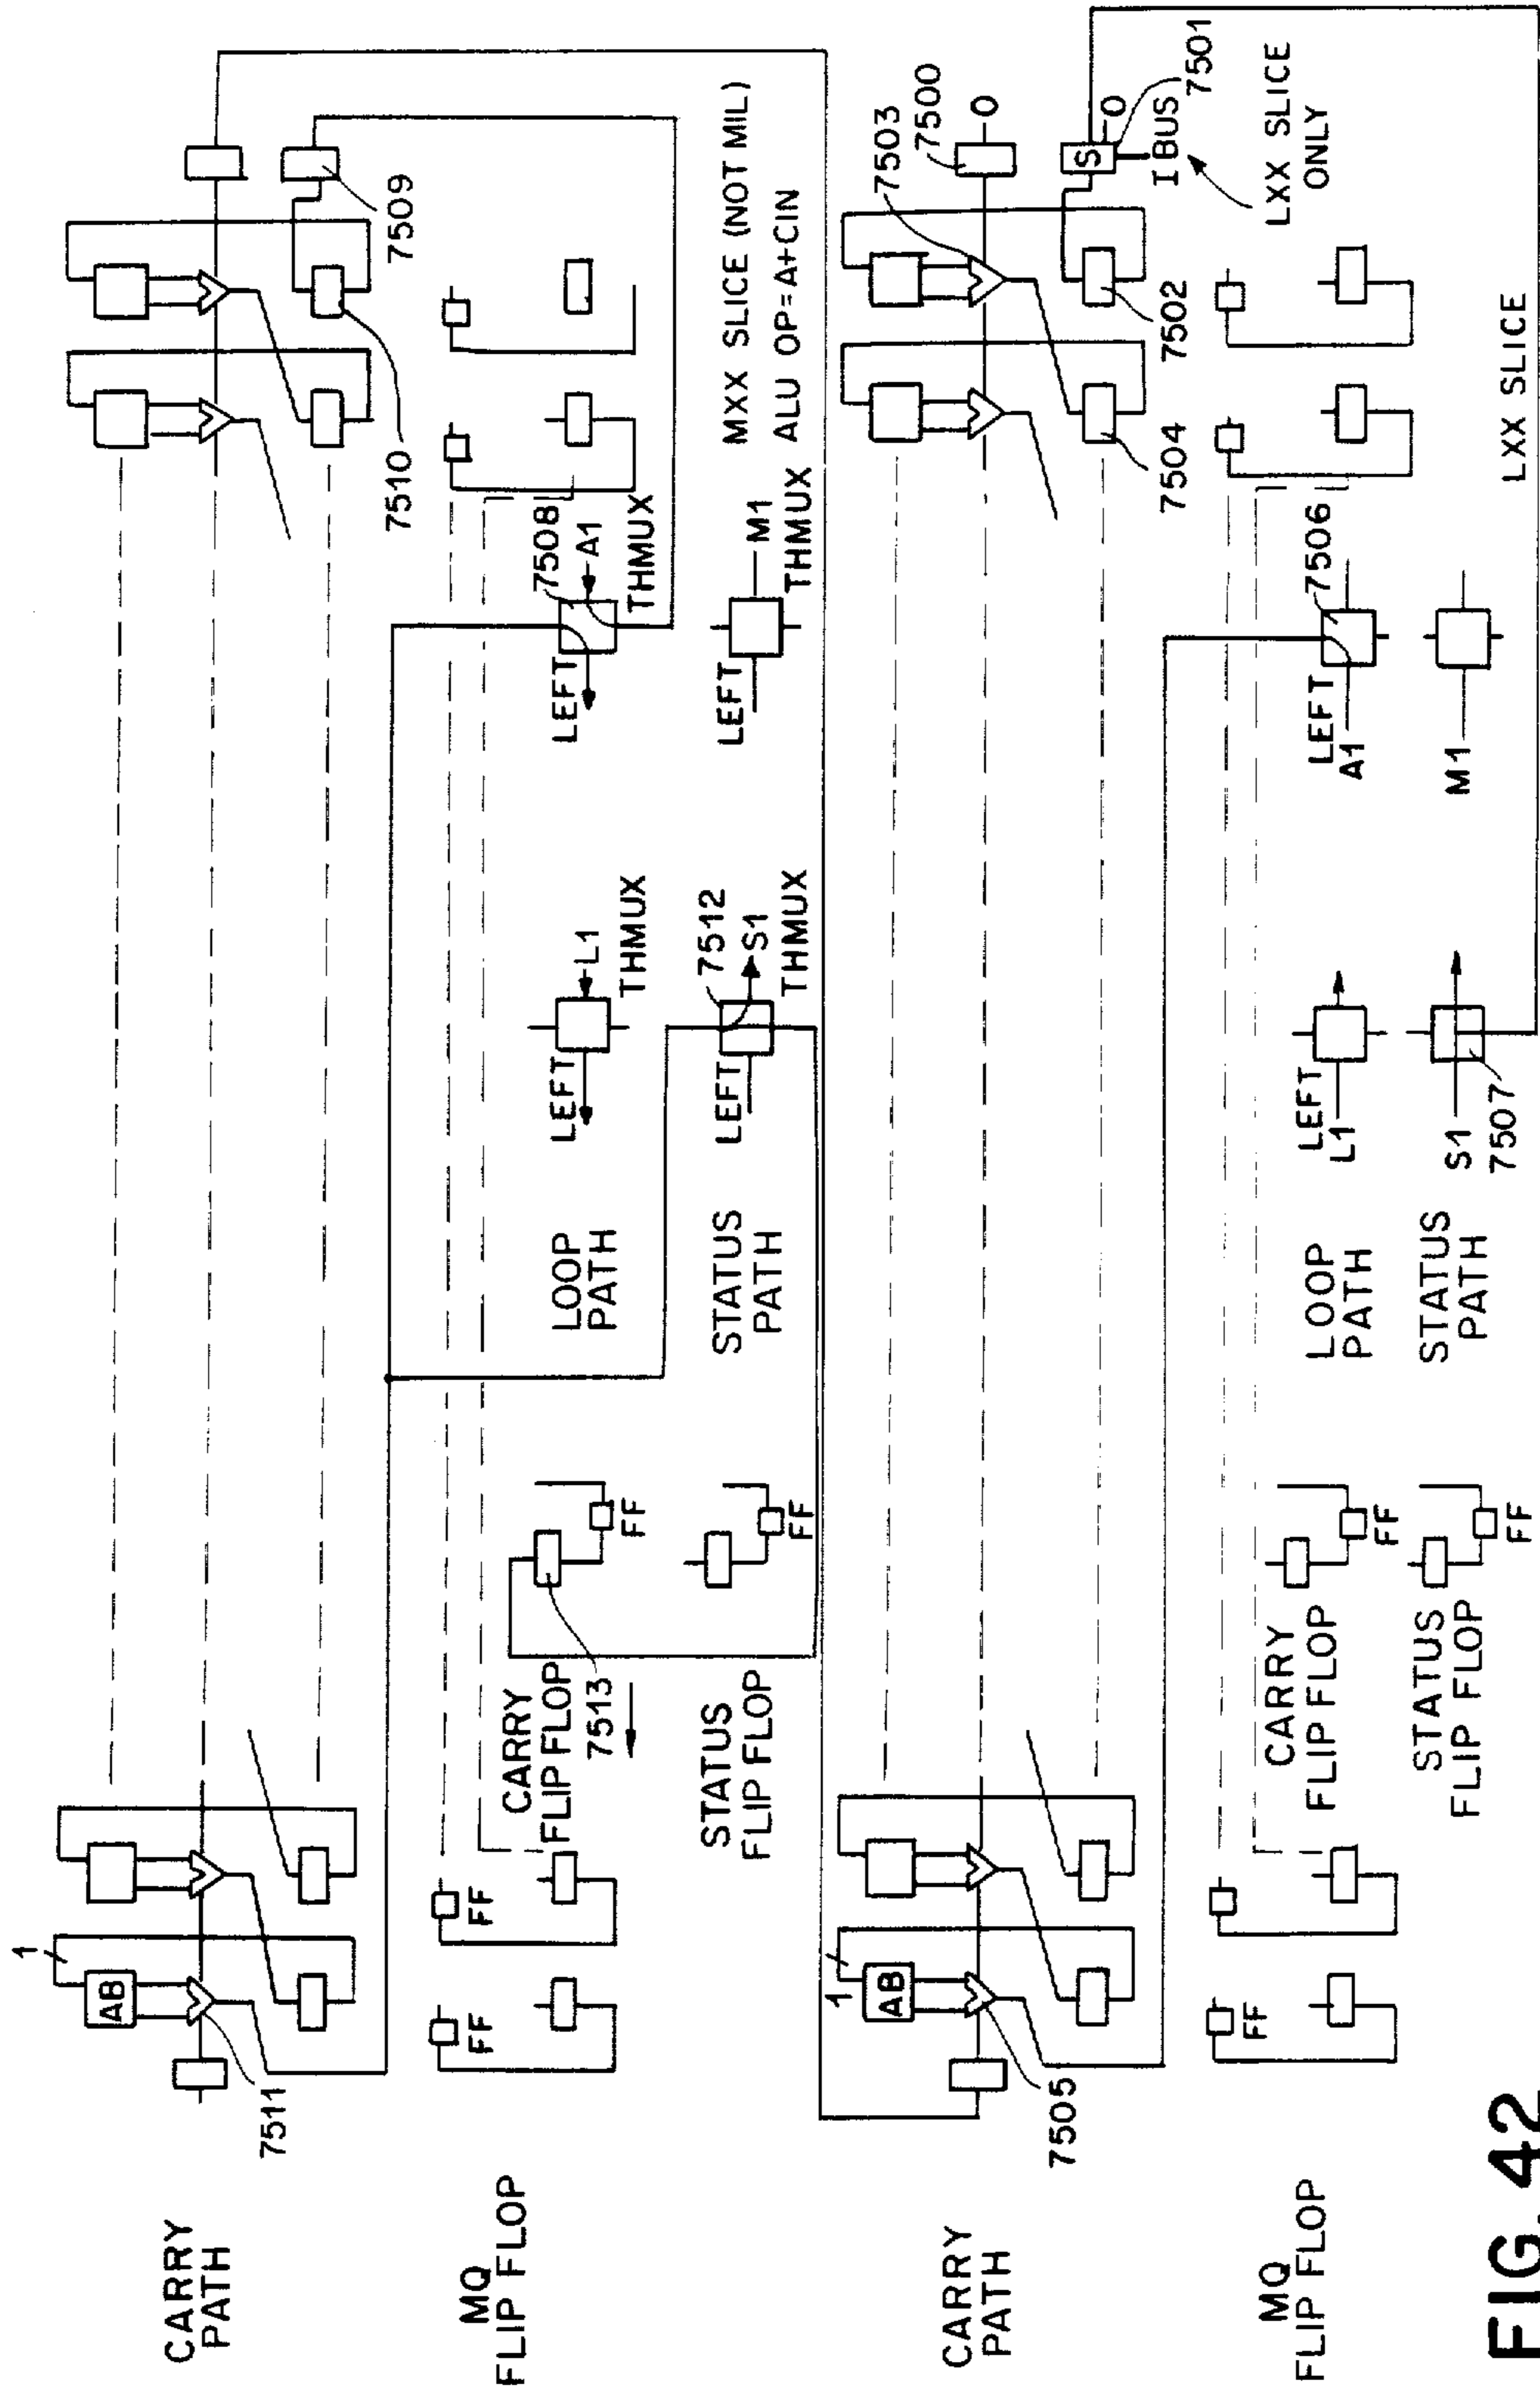 1
AB
CARRY
PATH
7511
7510
7509
MQ
FLIP FLOP
FF
FF
CARRY
FLIP FLOP
7513
FF
LOOP
PATH
LEFT
L1
THMUX
LEFT
7508
A1
THMUX
STATUS
FLIP FLOP
FF
STATUS
PATH
LEFT
7512
S1
THMUX
LEFT
M1
THMUX
MXX SLICE (NOT MIL)
ALU OP=A+CIN
1
AB
CARRY
PATH
7505
7503
7500
0
S
0
I BUS
7501
7504
7502
LXX SLICE
ONLY
MQ
FLIP FLOP
FF
CARRY
FLIP FLOP
FF
LOOP
PATH
LEFT
L1
LEFT
A1
7506
STATUS
FLIP FLOP
FF
STATUS
PATH
S1
7507
M1
LXX SLICE
FIG. 42